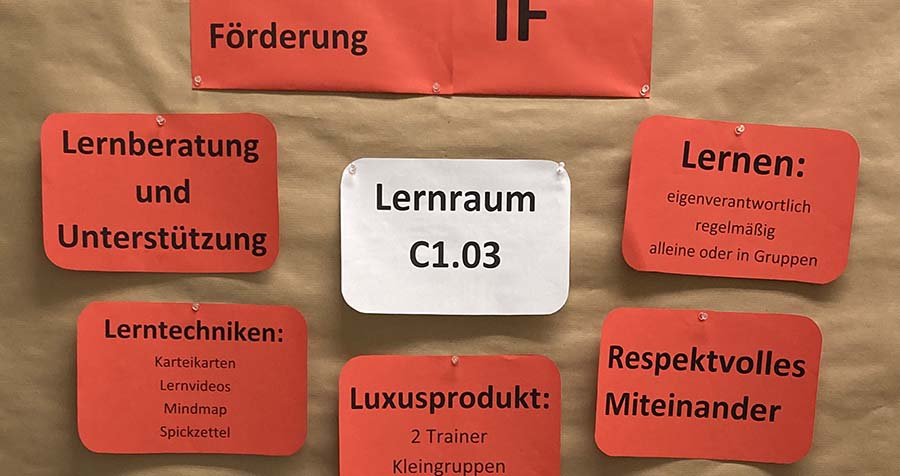 Förderung
IF
Lernberatung
und
Unterstützung
Lernraum
C1.03
Lernen:
eigenverantwortlich
regelmäßig
alleine oder in Gruppen
Lerntechniken:
Karteikarten
Lernvideos
Mindmap
Spickzettel
Luxusprodukt:
2 Trainer
Kleingruppen
Respektvolles
Miteinander